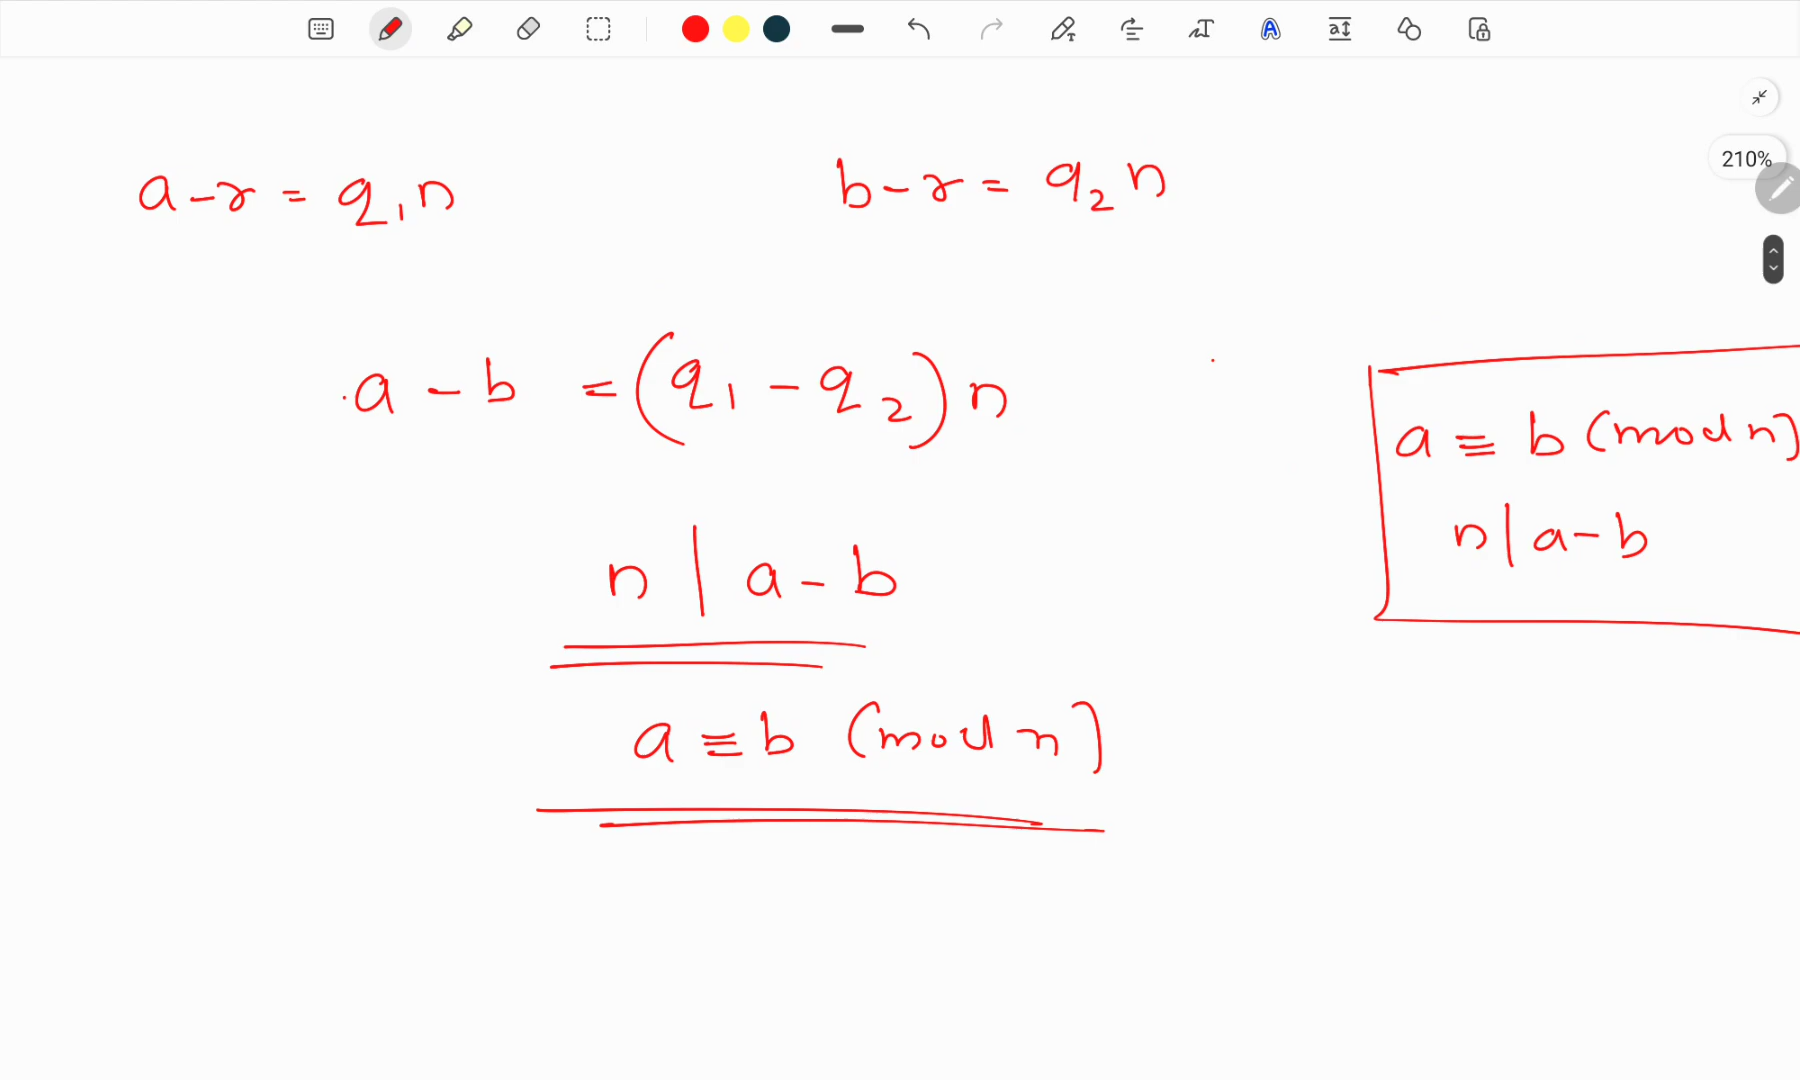 210%
a-r = q₁n b-r = q₂n
a - b = (q₁ - q₂) n
n | a - b
a ≡ b (mod n)
a ≡ b (mod n)
n | a - b